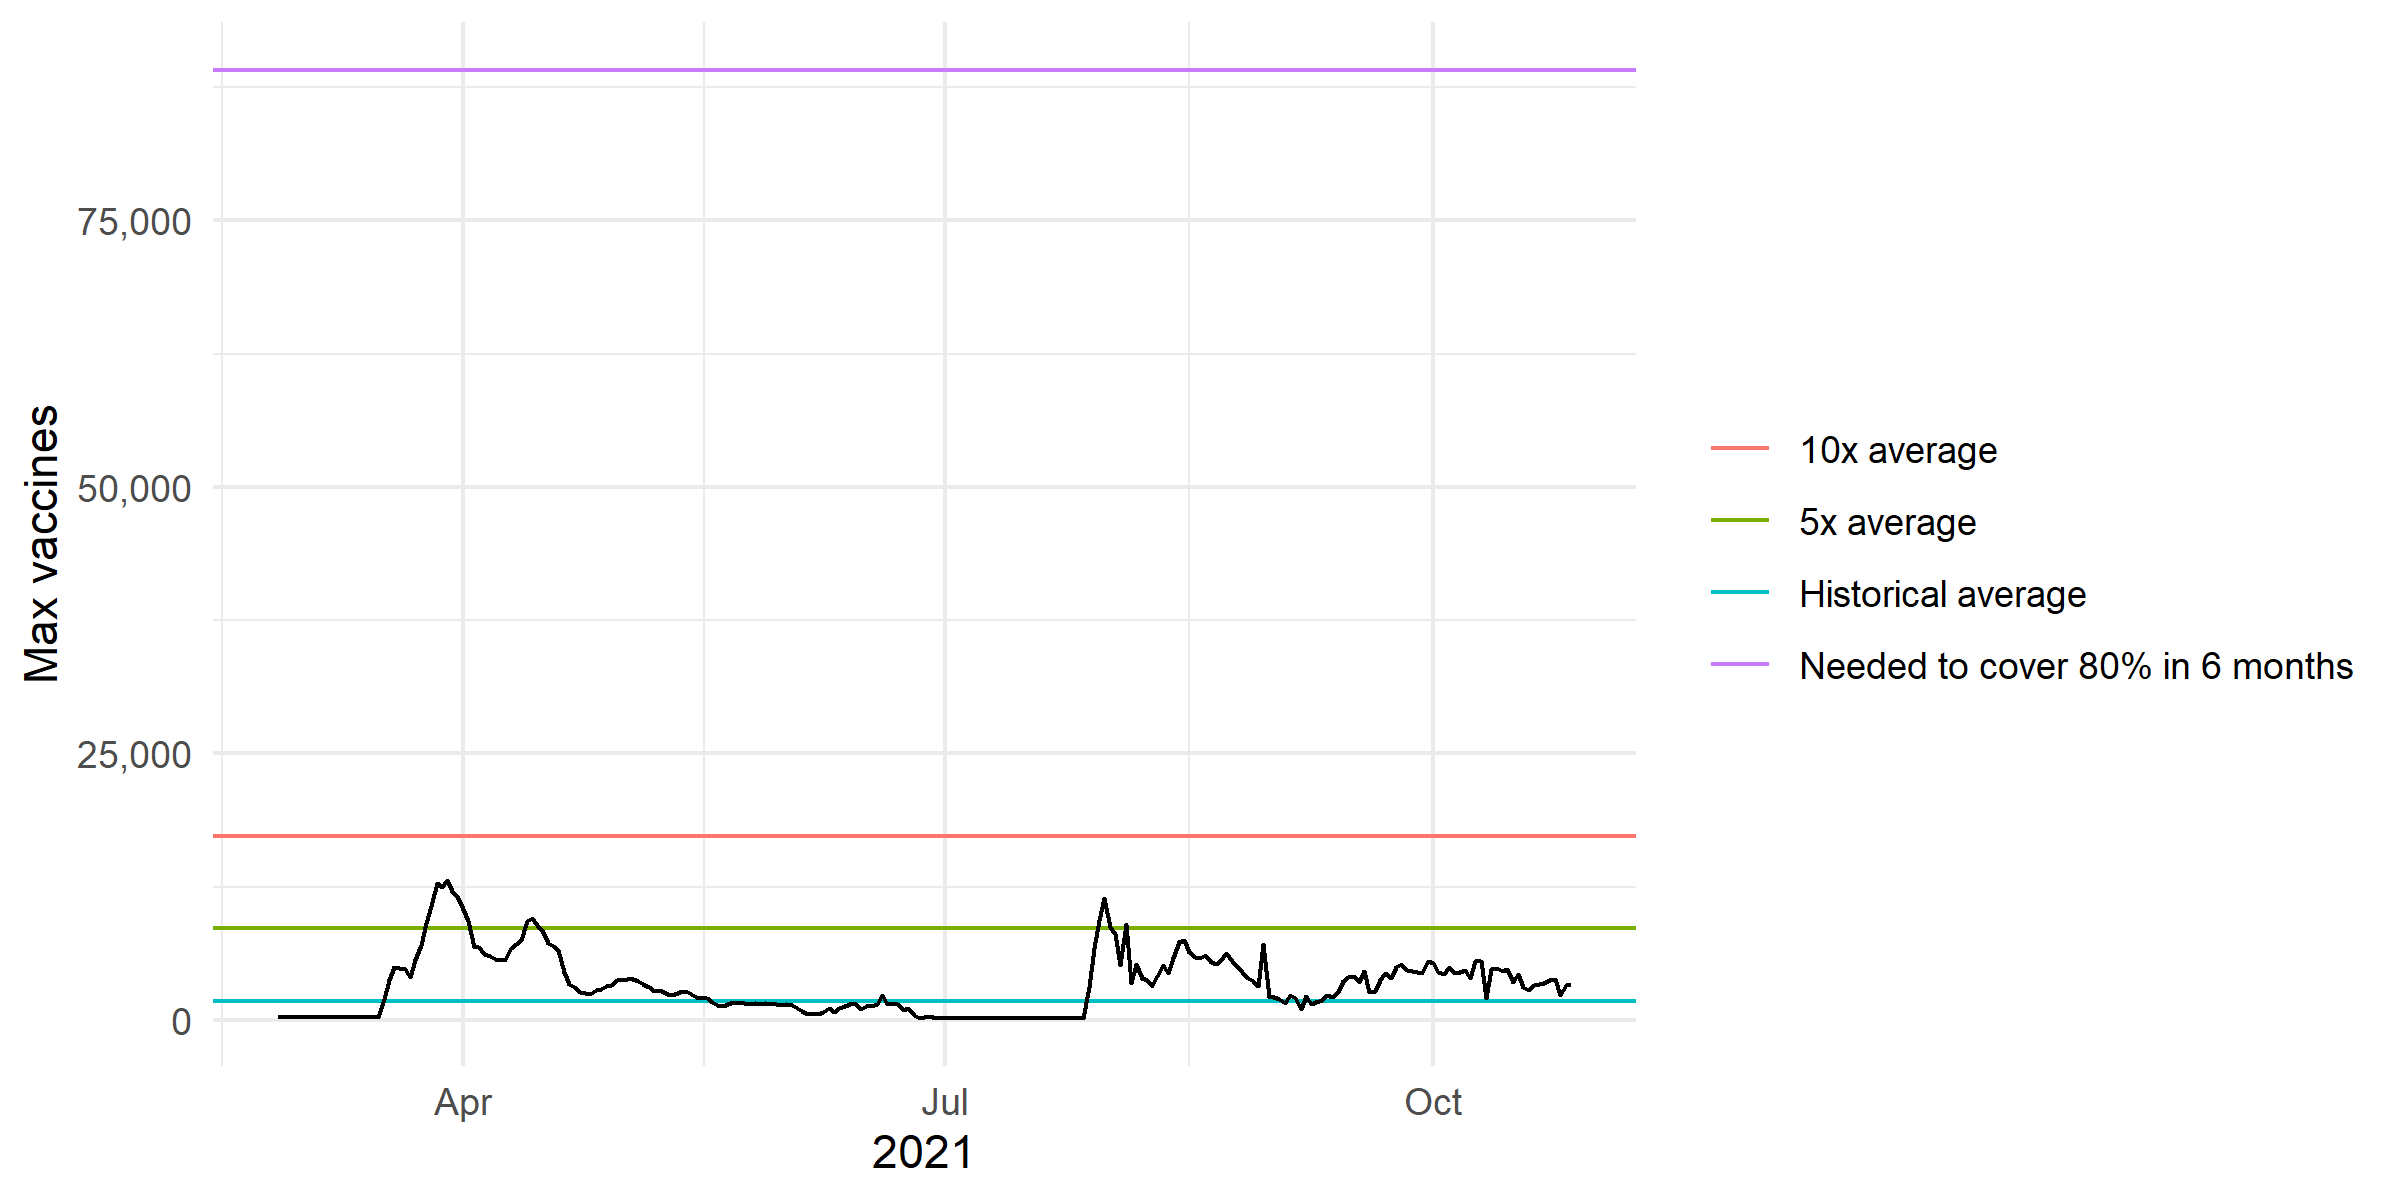 Max vaccines
75,000
50,000
25,000
0
Apr
Jul
Oct
2021
10x average
5x average
Historical average
Needed to cover 80% in 6 months